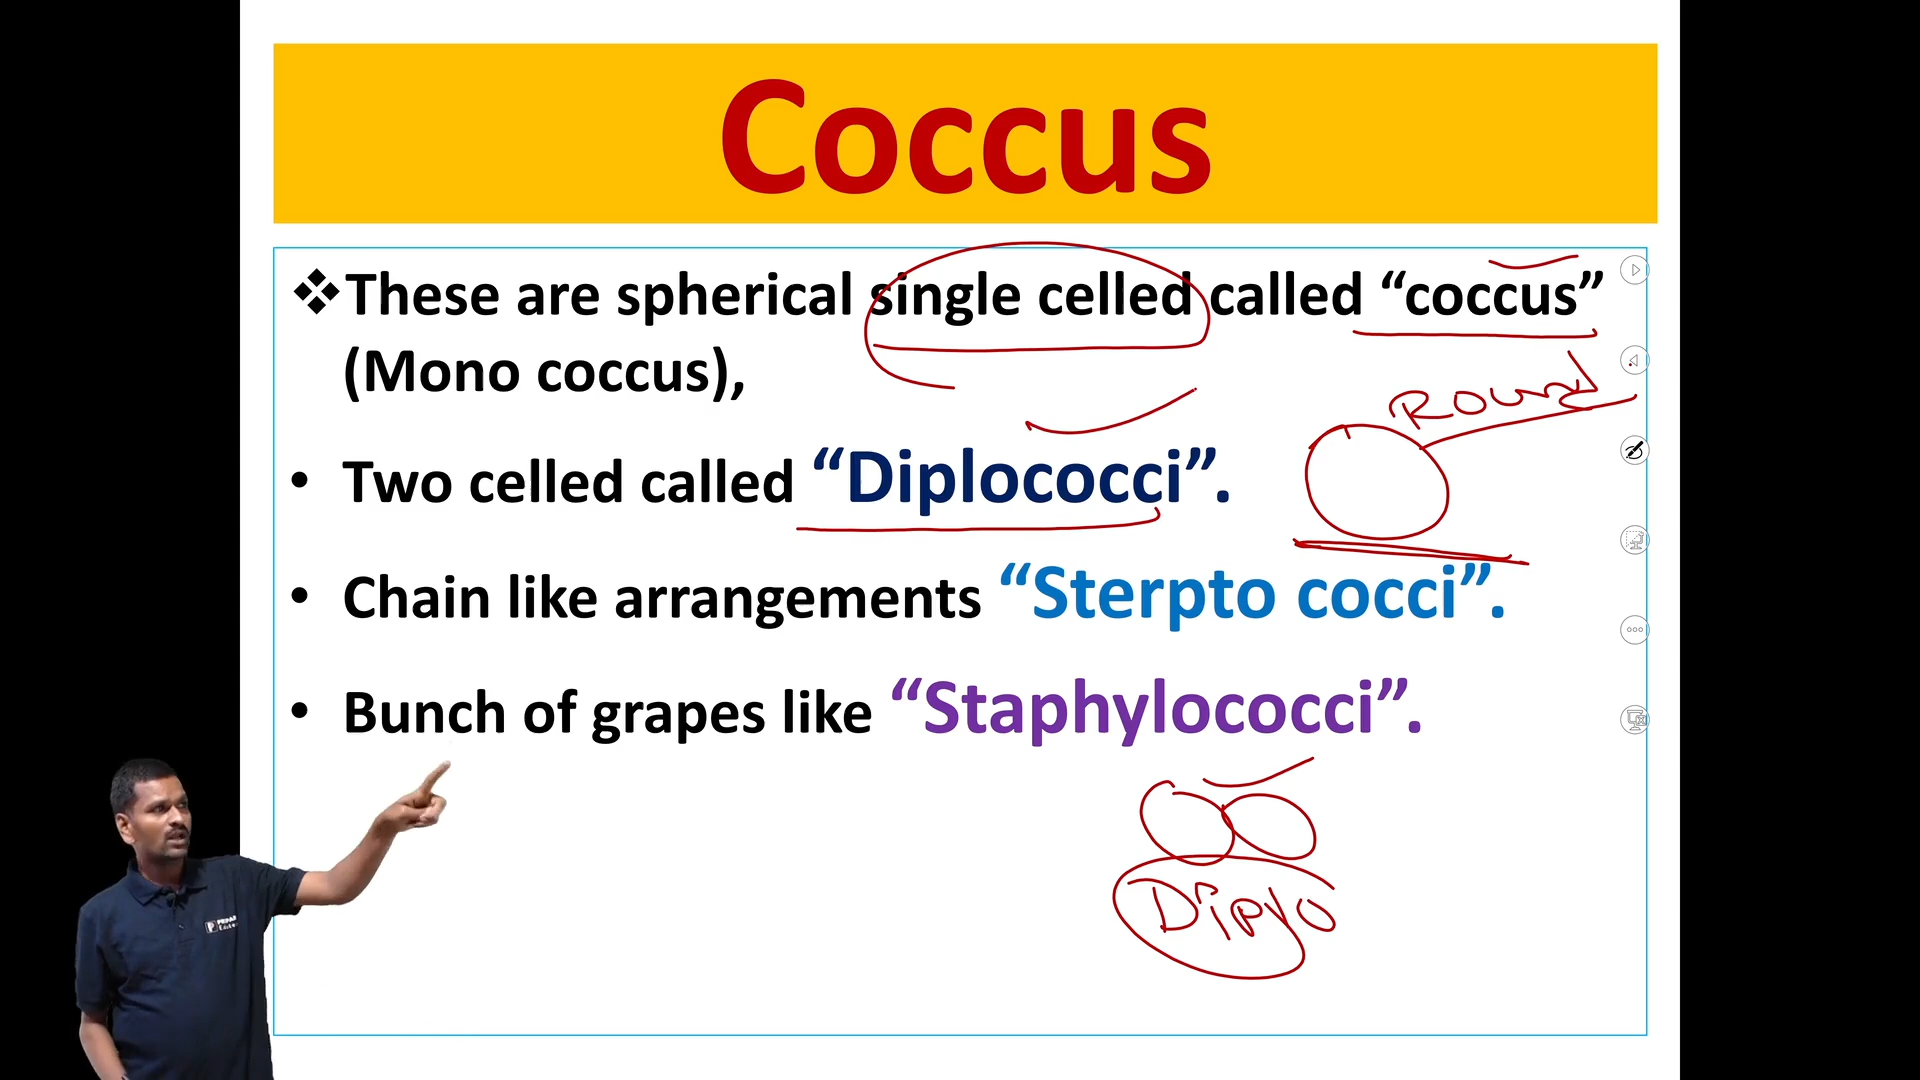 Coccus
❖These are spherical single celled called “coccus”
(Mono coccus),
Round
• Two celled called “Diplococci”.
• Chain like arrangements “Sterpto cocci”.
• Bunch of grapes like “Staphylococci”.
Diplo